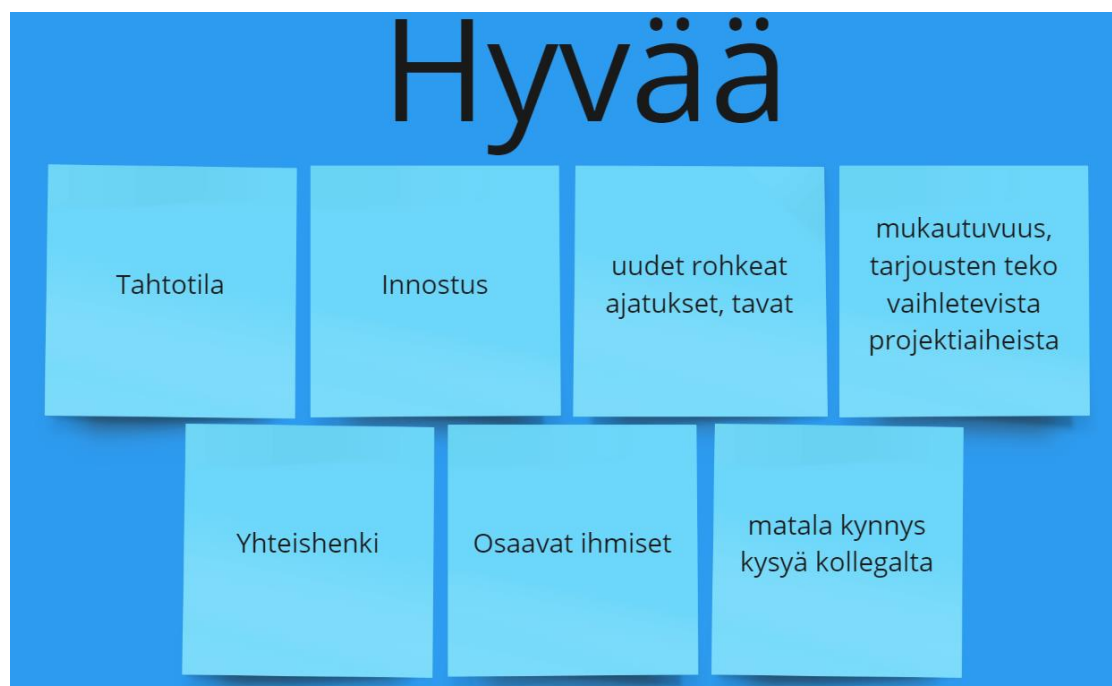 Hyvää
Tahtotila
Innostus
uudet rohkeat
ajatukset, tavat
mukautuvuus,
tarjousten teko
vaihletevista
projektiaiheista
Yhteishenki
Osaavat ihmiset
matala kynnys
kysyä kollegalta